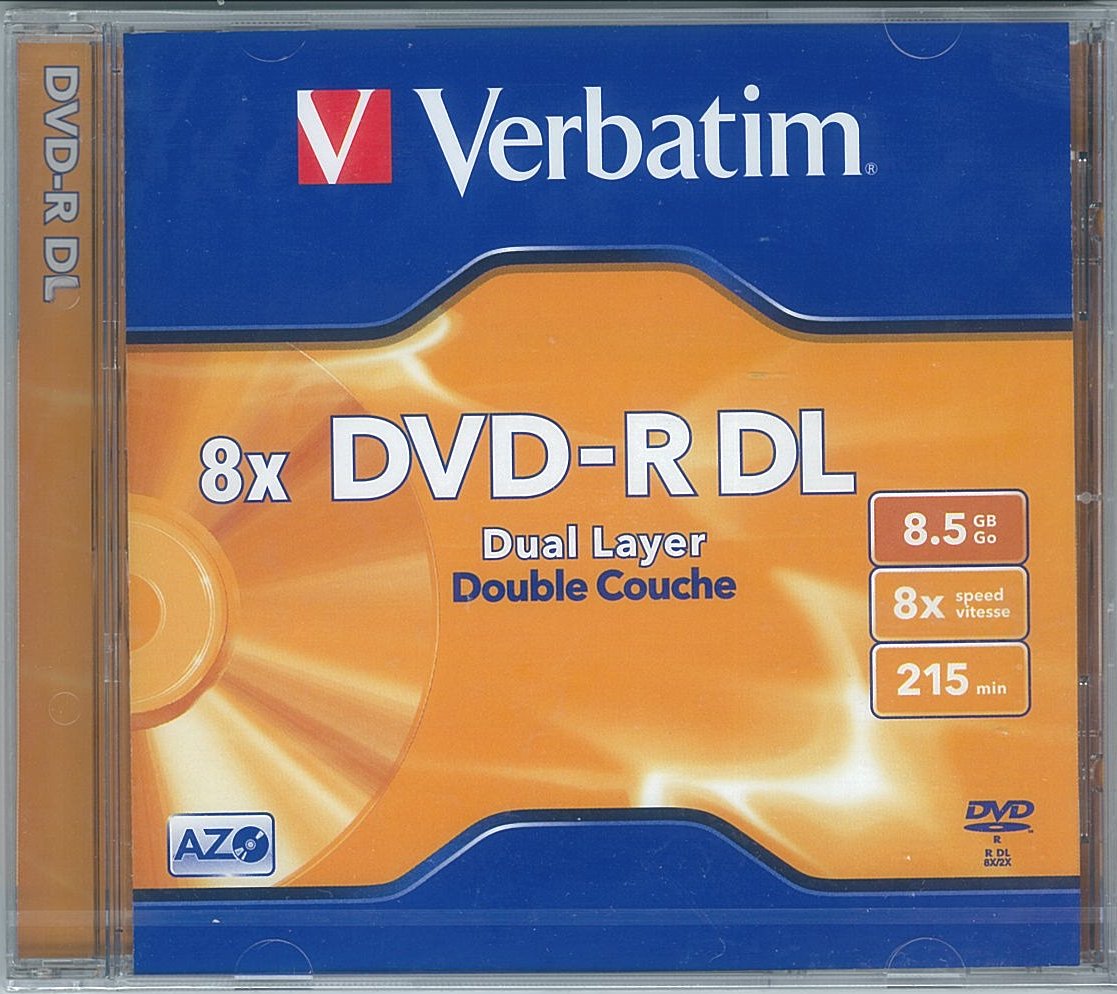 DVD-R DL
V Verbatim®
8x DVD-R DL
Dual Layer
Double Couche
8.5 GB Go
8x speed vitesse
215 min
AZO
DVD
R
R DL
8X/2X